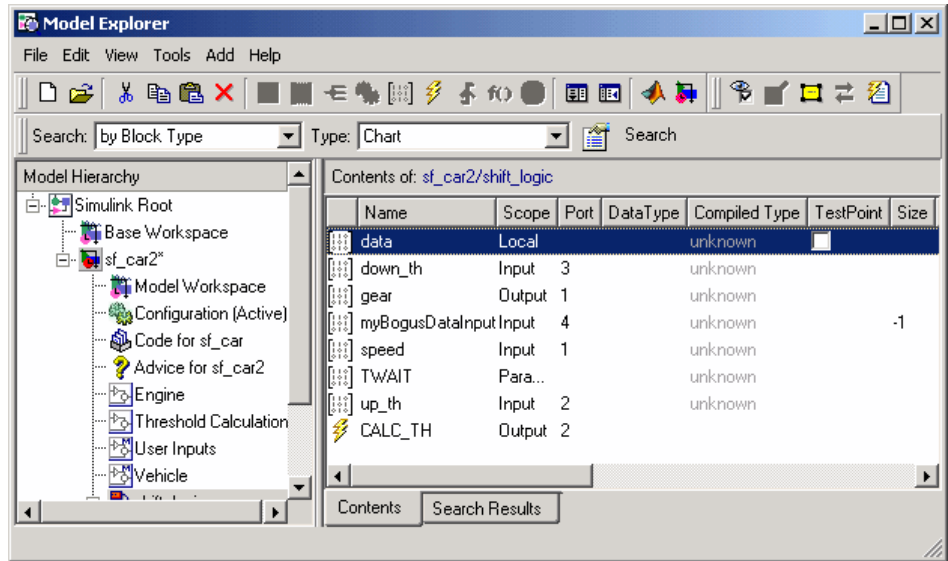 Model Explorer
File Edit View Tools Add Help
Search: by Block Type Type: Chart Search
Model Hierarchy
Simulink Root
Base Workspace
sf_car2*
Model Workspace
Configuration (Active)
Code for sf_car
Advice for sf_car2
Engine
Threshold Calculation
User Inputs
Vehicle
Contents of: sf_car2/shift_logic
Name Scope Port DataType Compiled Type TestPoint Size
data Local unknown
down_th Input 3 unknown
gear Output 1 unknown
myBogusDataInput Input 4 unknown -1
speed Input 1 unknown
TWAIT Para... unknown
up_th Input 2 unknown
CALC_TH Output 2
Contents Search Results